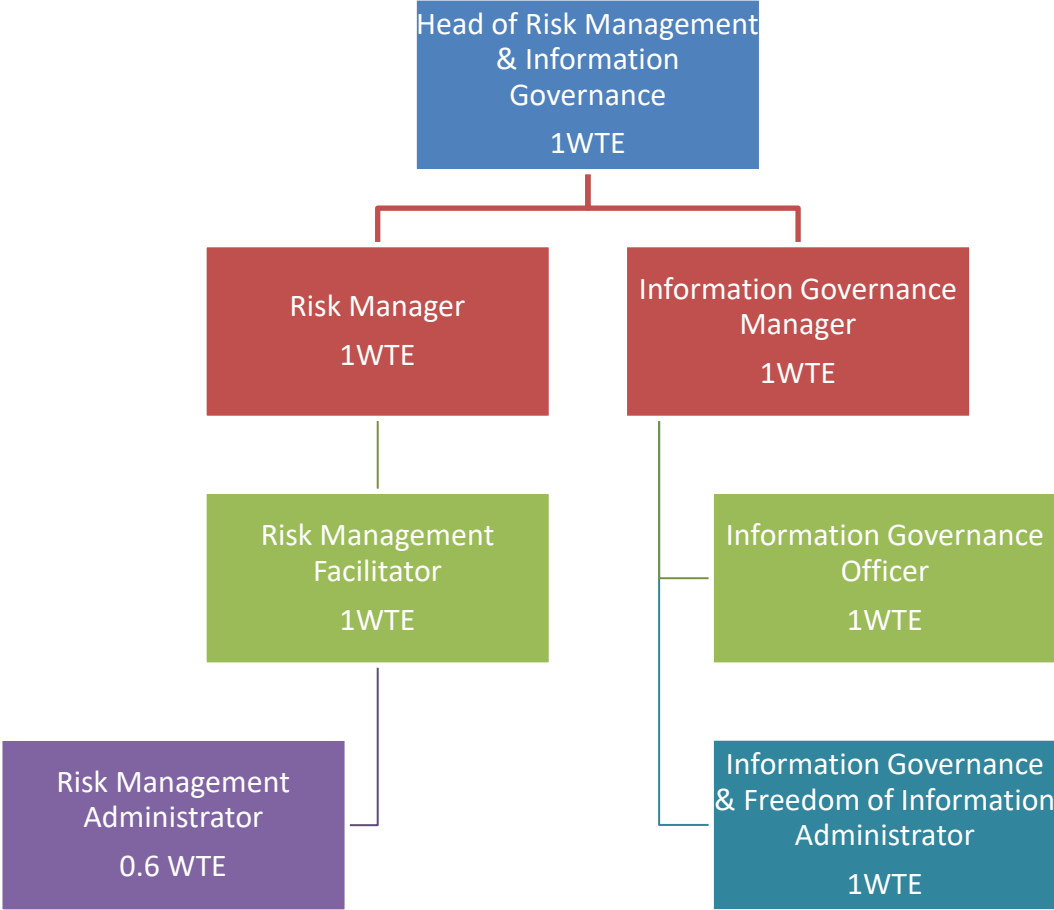 Head of Risk Management
& Information
Governance
1WTE
Risk Manager
1WTE
Information Governance
Manager
1WTE
Risk Management
Facilitator
1WTE
Information Governance
Officer
1WTE
Risk Management
Administrator
0.6 WTE
Information Governance
& Freedom of Information
Administrator
1WTE